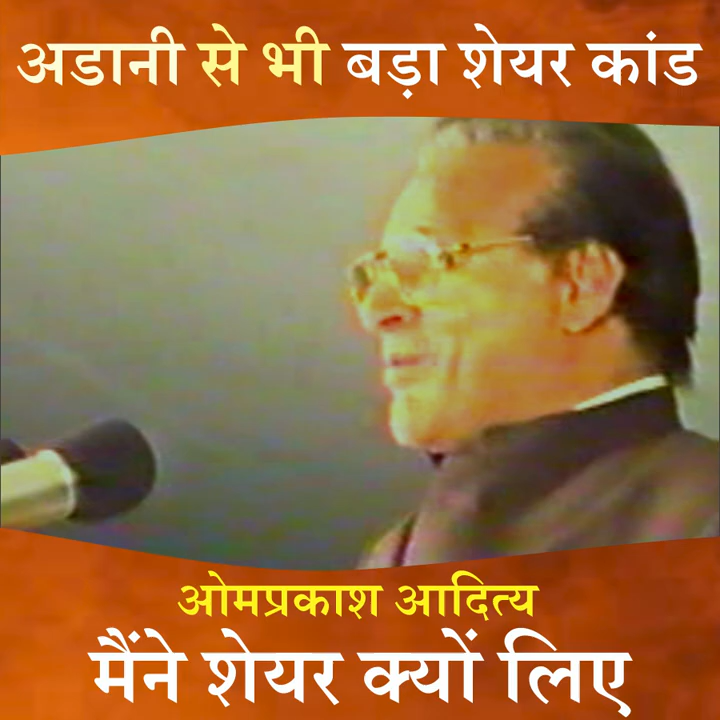 अडानी से भी बड़ा शेयर कांड
ओमप्रकाश आदित्य
मैंने शेयर क्यों लिए